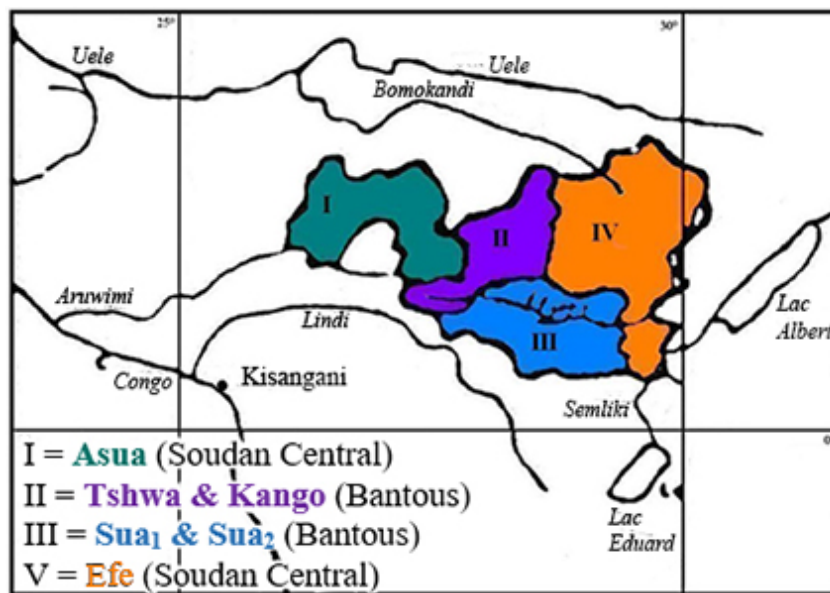 25°
30°
Uele
Uele
Bomokandi
I
II
IV
Aruwimi
Lindi
Lac
Albert
III
Congo
Kisangani
Semliki
0
I = Asua (Soudan Central)
II = Tshwa & Kango (Bantous)
III = Sua₁ & Sua₂ (Bantous)
V = Efe (Soudan Central)
Lac
Eduard